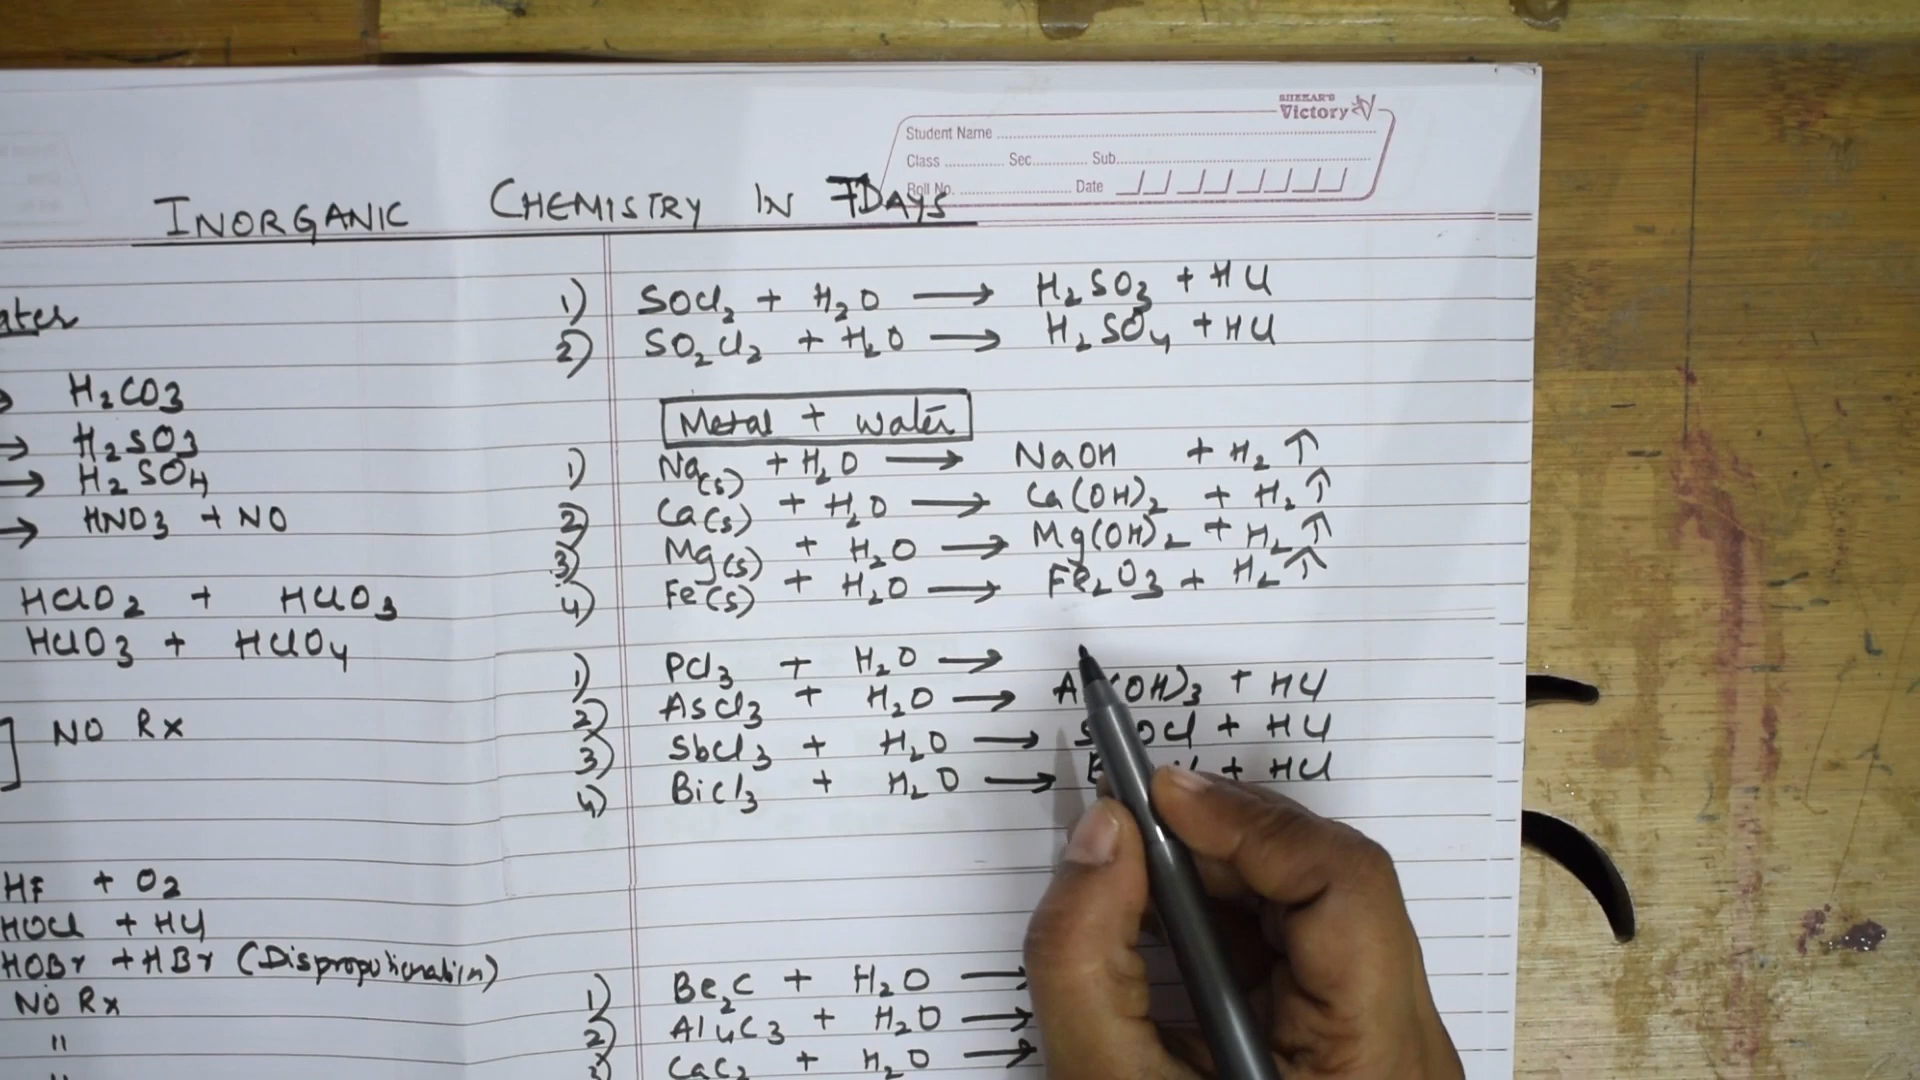 SHEKAR'S
Victory
Student Name
Class Sec. Sub.
Roll No. Date
INORGANIC CHEMISTRY IN 7DAYS
→ H₂CO3
→ H₂SO3
→ H₂SO4
→ HNO3 + NO
HClO2 + HClO3
HClO3 + HClO4
] NO Rx
HF + O2
HOCl + HCl
HOBr + HBr (Dispropotionation)
NO Rx
"
1) SOCl₂ + H₂O → H₂SO3 + HCl
2) SO₂Cl₂ + H₂O → H₂SO4 + HCl
Metal + Water
1) Na(s) + H₂O → NaOH + H₂ ↑
2) Ca(s) + H₂O → Ca(OH)₂ + H₂ ↑
3) Mg(s) + H₂O → Mg(OH)₂ + H₂ ↑
4) Fe(s) + H₂O → Fe₂O3 + H₂ ↑
1) PCl3 + H₂O →
2) AsCl3 + H₂O → (OH)3 + HCl
3) SbCl3 + H₂O → OCl + HCl
4) BiCl3 + H₂O → + HCl
1) Be₂C + H₂O →
2) Al4C3 + H₂O →
3) CaC₂ + H₂O →